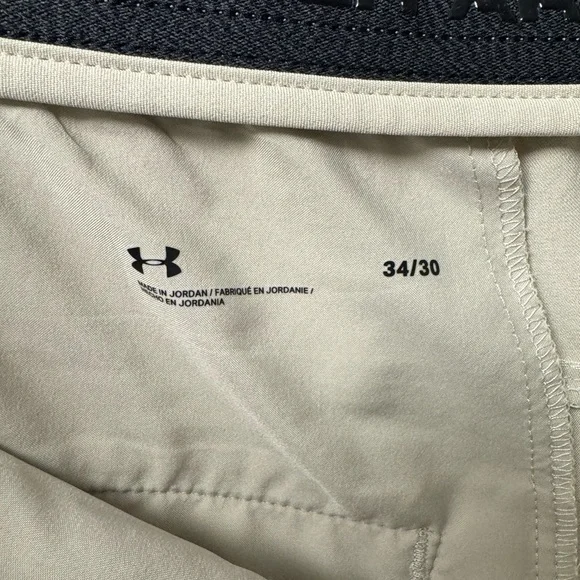 34/30
MADE IN JORDAN / FABRIQUÉ EN JORDANIE /
HECHO EN JORDANIA